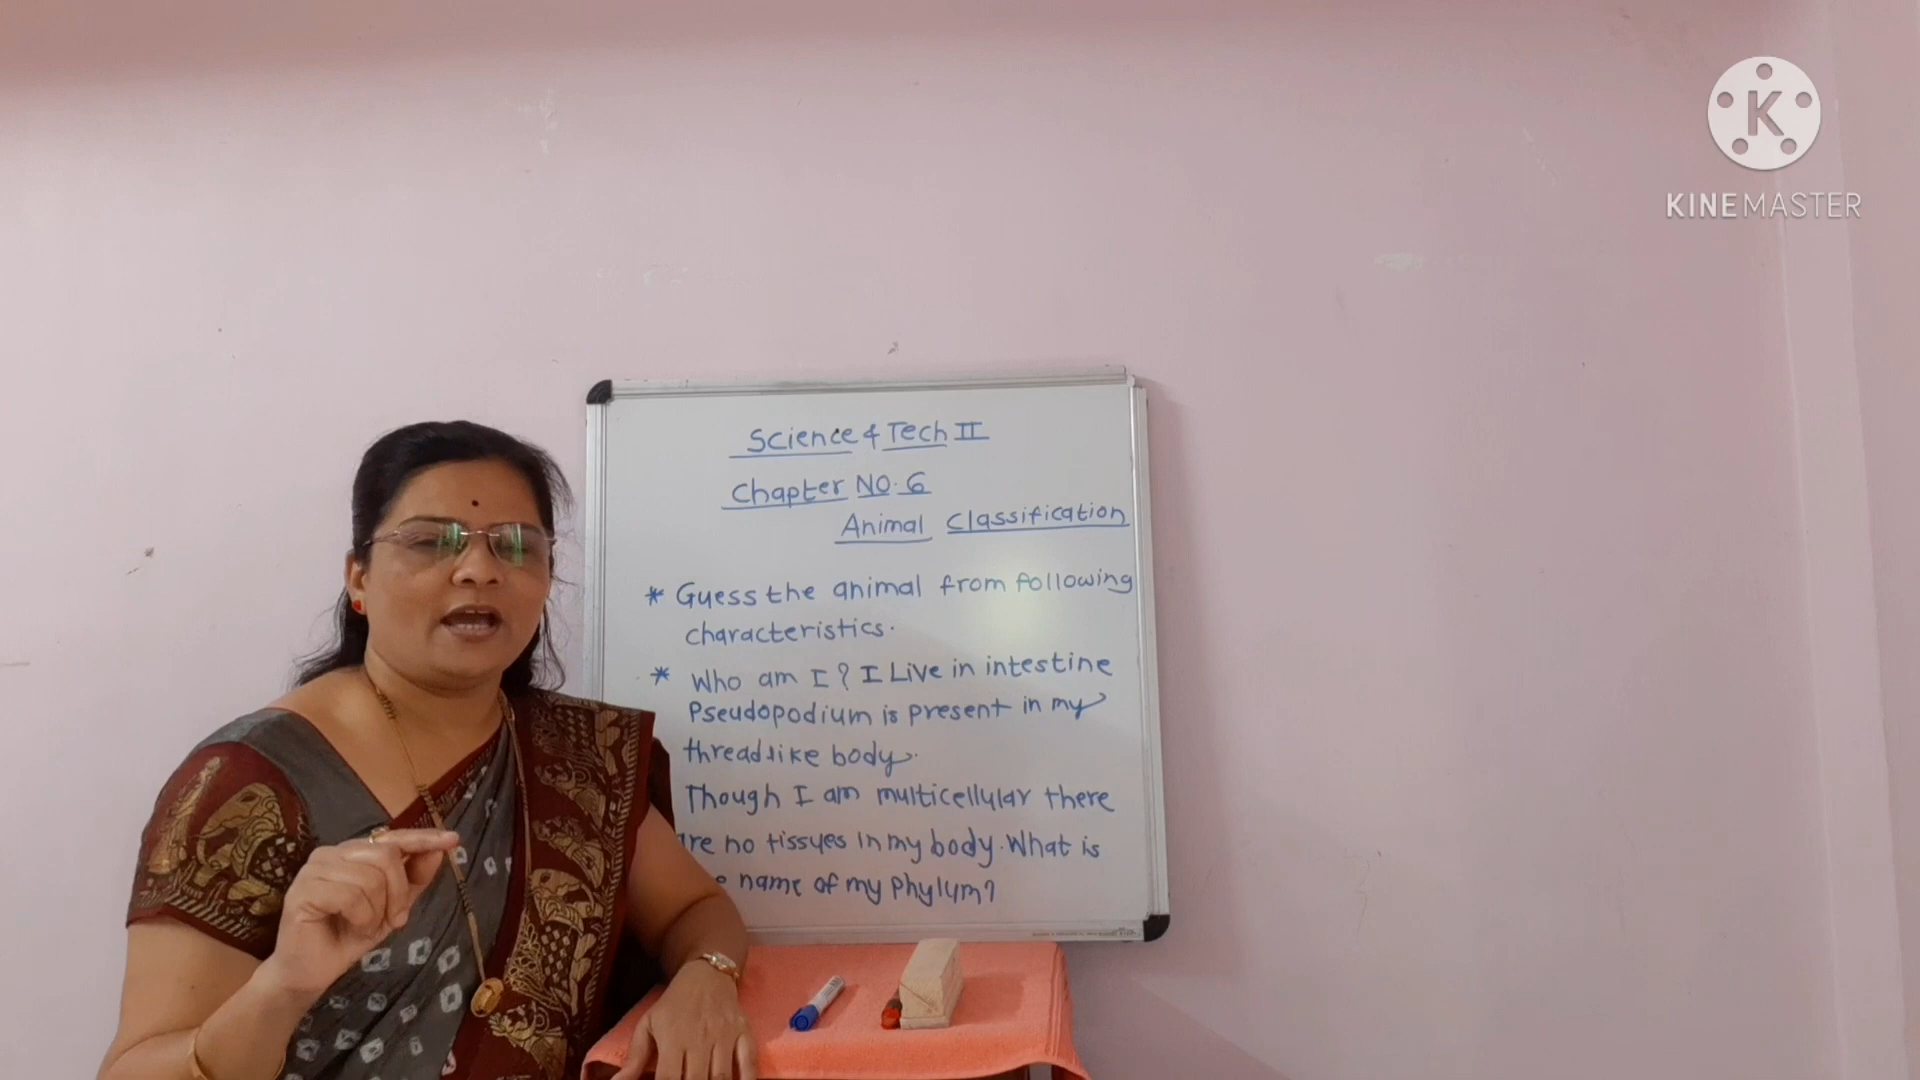 K
KINEMASTER
Science & Tech II
Chapter No. 6
Animal Classification
* Guess the animal from following
characteristics.
* Who am I? I Live in intestine
Pseudopodium is present in my
threadlike body.
Though I am multicellular there
are no tissues in my body. What is
name of my Phylum?